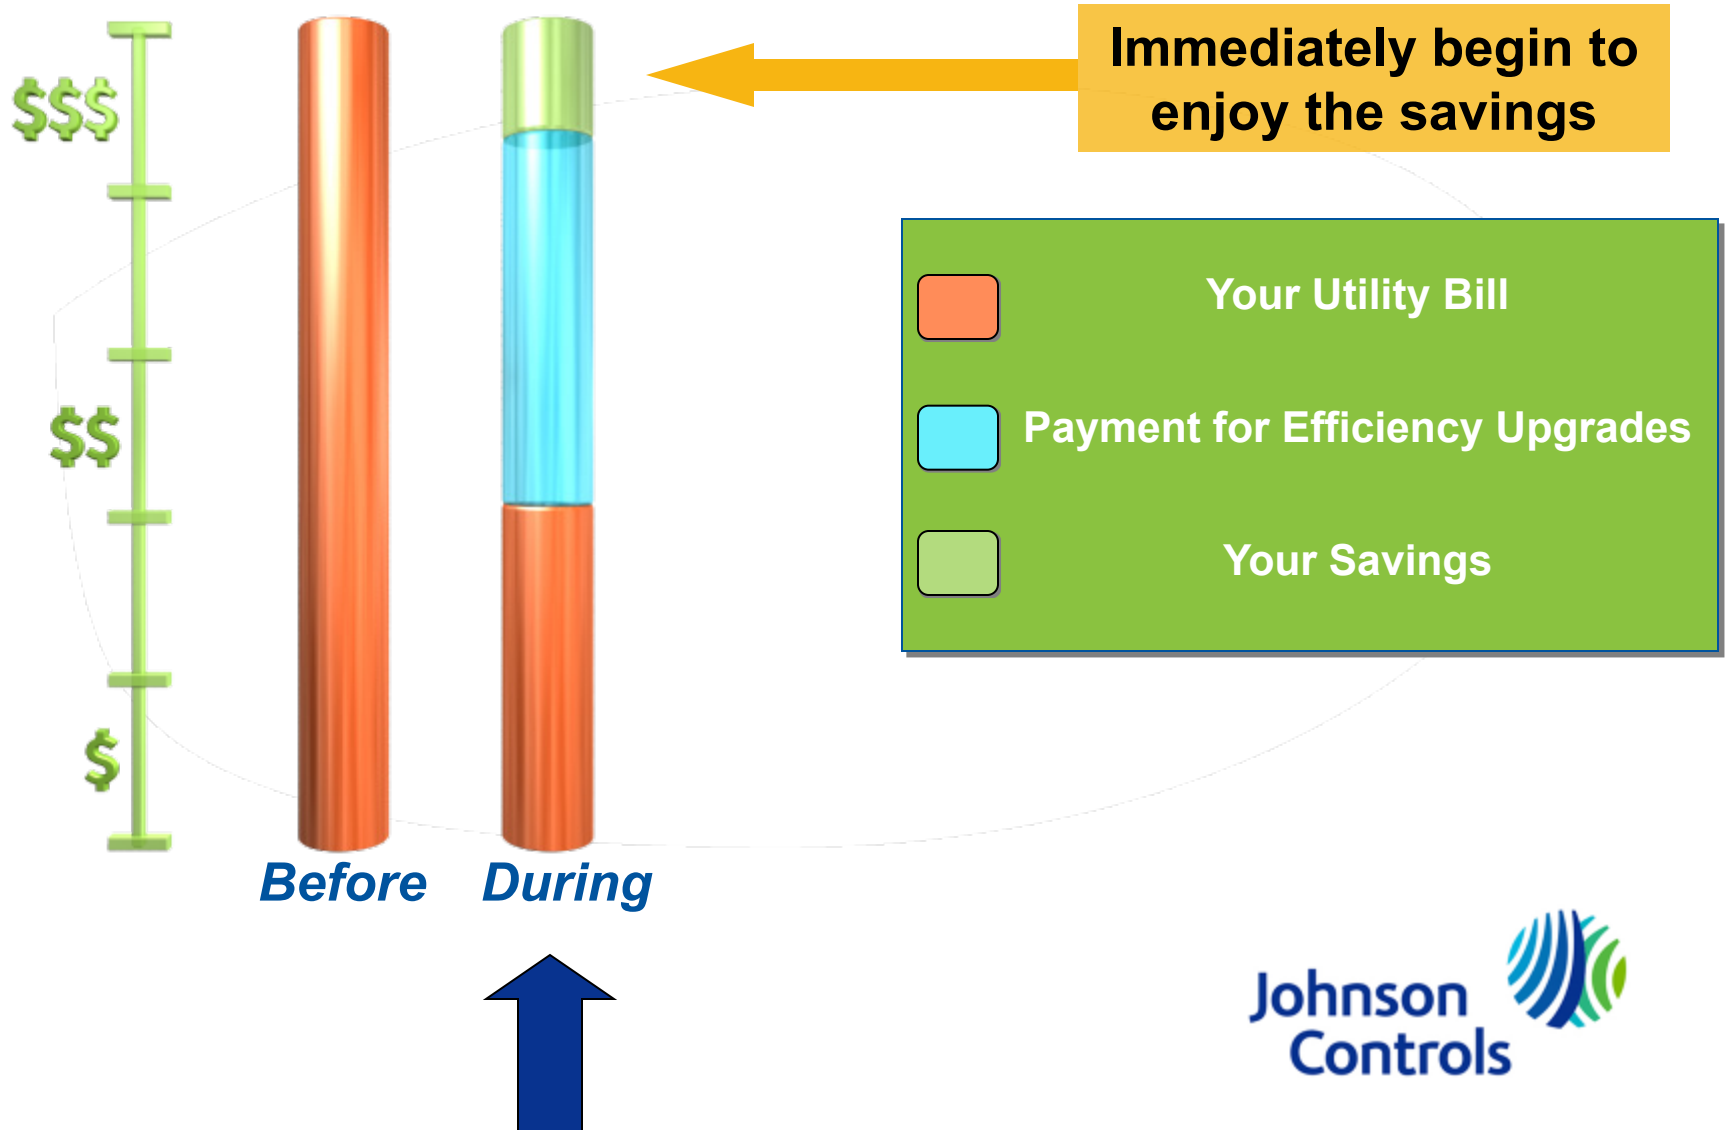 Immediately begin to
enjoy the savings
$$$
$$
$
Your Utility Bill
Payment for Efficiency Upgrades
Your Savings
Before During
Johnson
Controls